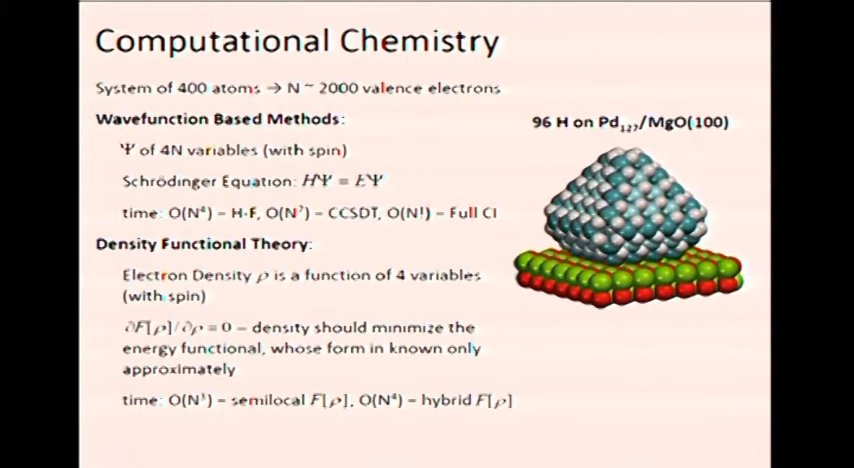 Computational Chemistry
System of 400 atoms → N ~ 2000 valence electrons
Wavefunction Based Methods:
96 H on Pd₁₂₇/MgO(100)
Ψ of 4N variables (with spin)
Schrödinger Equation: HΨ = EΨ
time: O(N⁴) – H-F, O(N⁷) – CCSDT, O(N!) – Full CI
Density Functional Theory:
Electron Density ρ is a function of 4 variables
(with spin)
∂F[ρ]/∂ρ = 0 – density should minimize the
energy functional, whose form in known only
approximately
time: O(N³) – semilocal F[ρ], O(N⁴) – hybrid F[ρ]